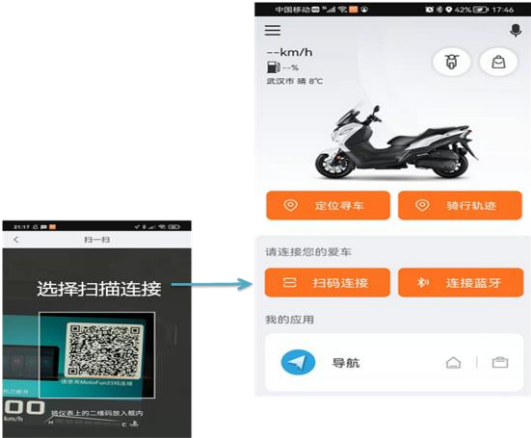 中国移动 HD 42% 17:46
--km/h
--%
武汉市 晴 8℃
定位寻车 骑行轨迹
请连接您的爱车
扫码连接 连接蓝牙
我的应用
导航
21:17
扫一扫
选择扫描连接
请使用MotoFun扫码连接
将仪表上的二维码放入框内
00
km/h